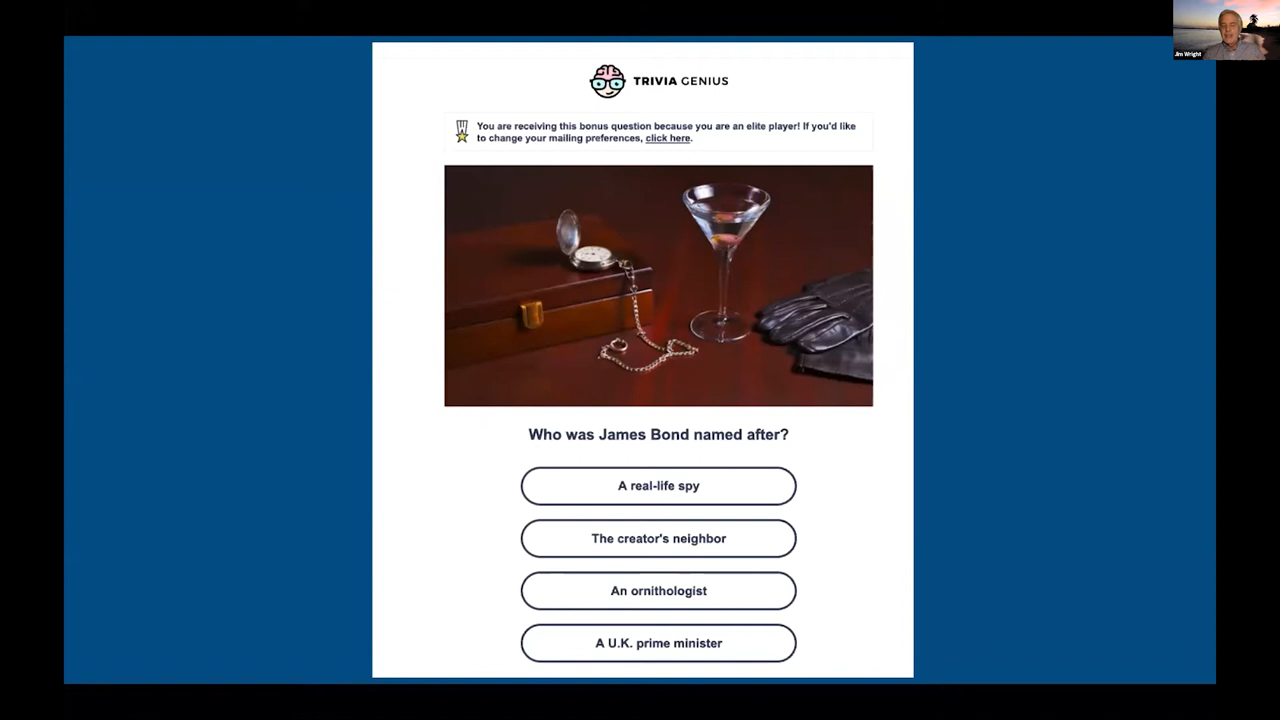 Jim Wright
TRIVIA GENIUS
You are receiving this bonus question because you are an elite player! If you'd like
to change your mailing preferences, click here.
Who was James Bond named after?
A real-life spy
The creator's neighbor
An ornithologist
A U.K. prime minister